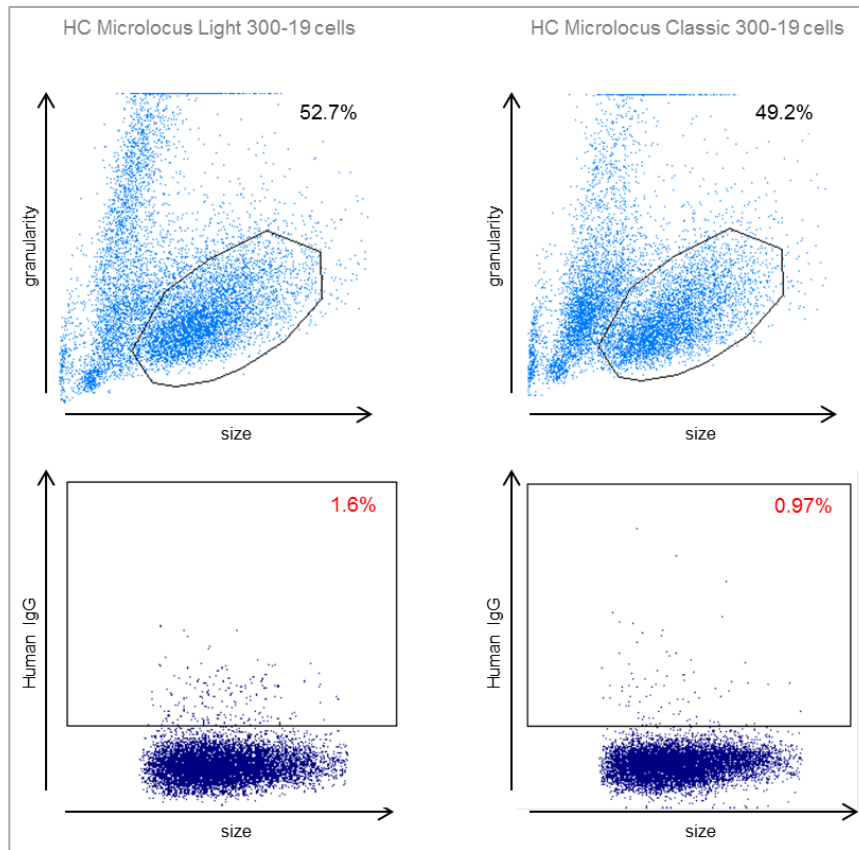 HC Microlocus Light 300-19 cells
HC Microlocus Classic 300-19 cells
52.7%
49.2%
granularity
granularity
size
size
1.6%
0.97%
Human IgG
Human IgG
size
size